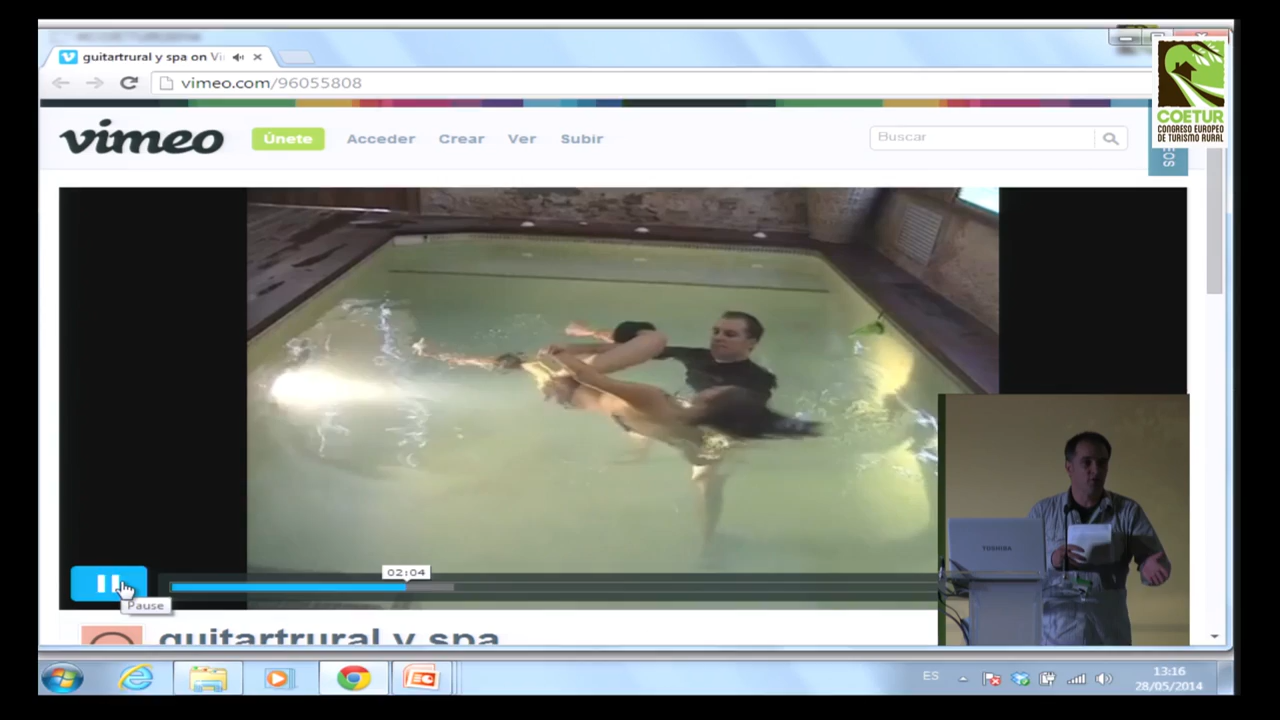 guitartrural y spa on Vi
vimeo.com/96055808
COETUR
CONGRESO EUROPEO
DE TURISMO RURAL
vimeo
Únete
Acceder
Crear
Ver
Subir
Buscar
TOSHIBA
02:04
Pause
guitartrural y spa
ES
13:16
28/05/2014